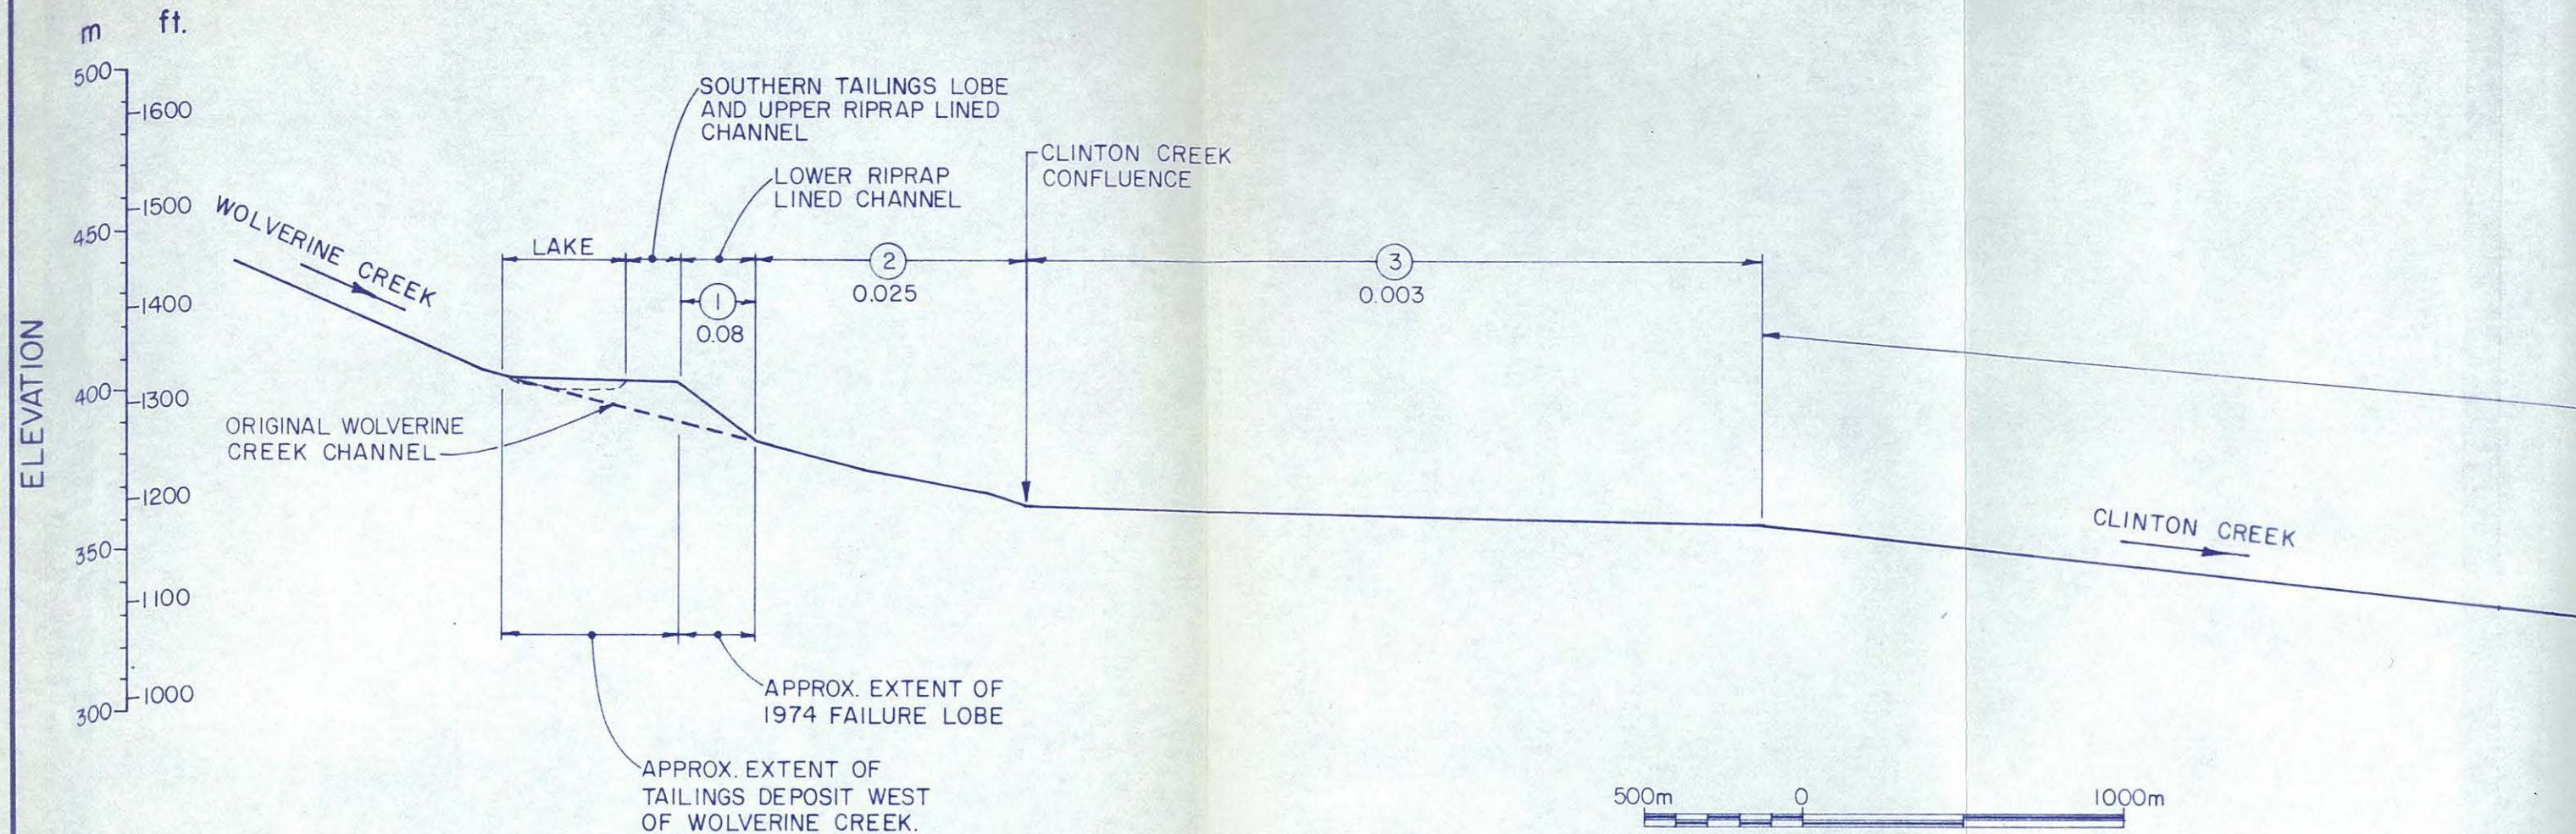 m ft.
500
1600
1500
450
1400
400
1300
1200
350
1100
1000
300
ELEVATION
WOLVERINE CREEK
LAKE
SOUTHERN TAILINGS LOBE
AND UPPER RIPRAP LINED
CHANNEL
LOWER RIPRAP
LINED CHANNEL
CLINTON CREEK
CONFLUENCE
1
0.08
2
0.025
3
0.003
ORIGINAL WOLVERINE
CREEK CHANNEL
CLINTON CREEK
APPROX. EXTENT OF
1974 FAILURE LOBE
APPROX. EXTENT OF
TAILINGS DEPOSIT WEST
OF WOLVERINE CREEK.
500m 0 1000m